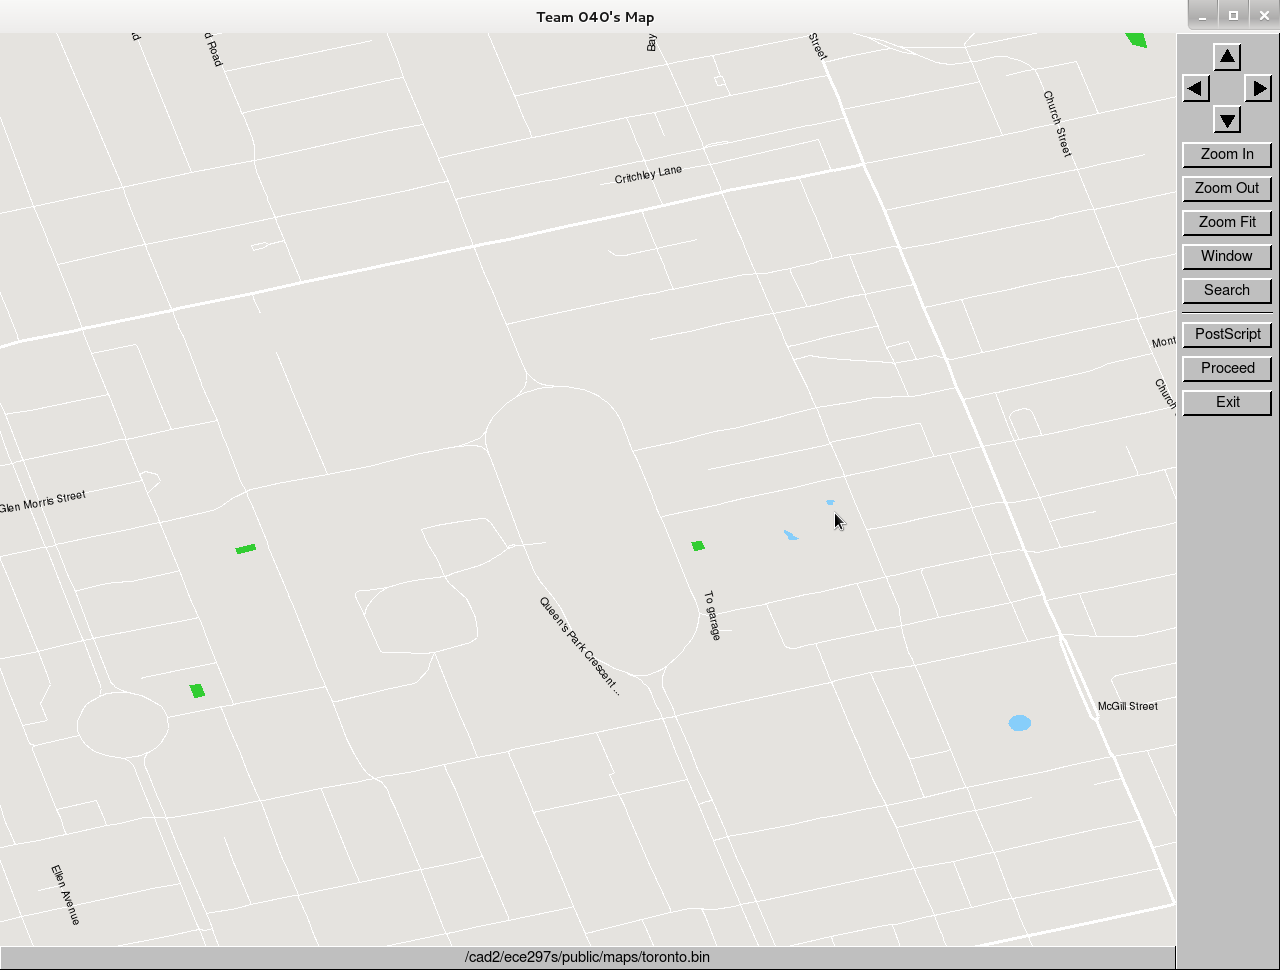 Team 040's Map
d Road
Bay
Street
Church Street
Critchley Lane
Mont
Church
Glen Morris Street
To garage
Queen's Park Crescent ...
McGill Street
Ellen Avenue
Zoom In
Zoom Out
Zoom Fit
Window
Search
PostScript
Proceed
Exit
/cad2/ece297s/public/maps/toronto.bin